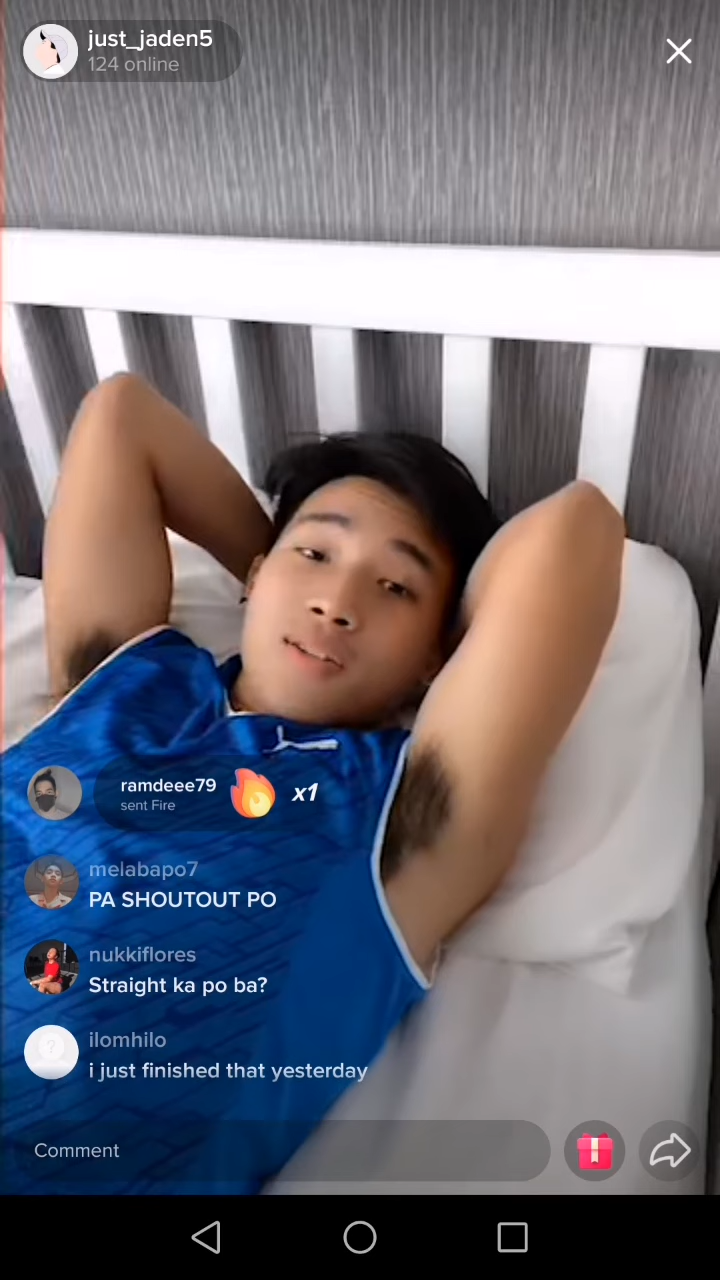 just_jaden5
124 online
ramdeee79
sent Fire
x1
melabapo7
PA SHOUTOUT PO
nukkiflores
Straight ka po ba?
ilomhilo
i just finished that yesterday
Comment